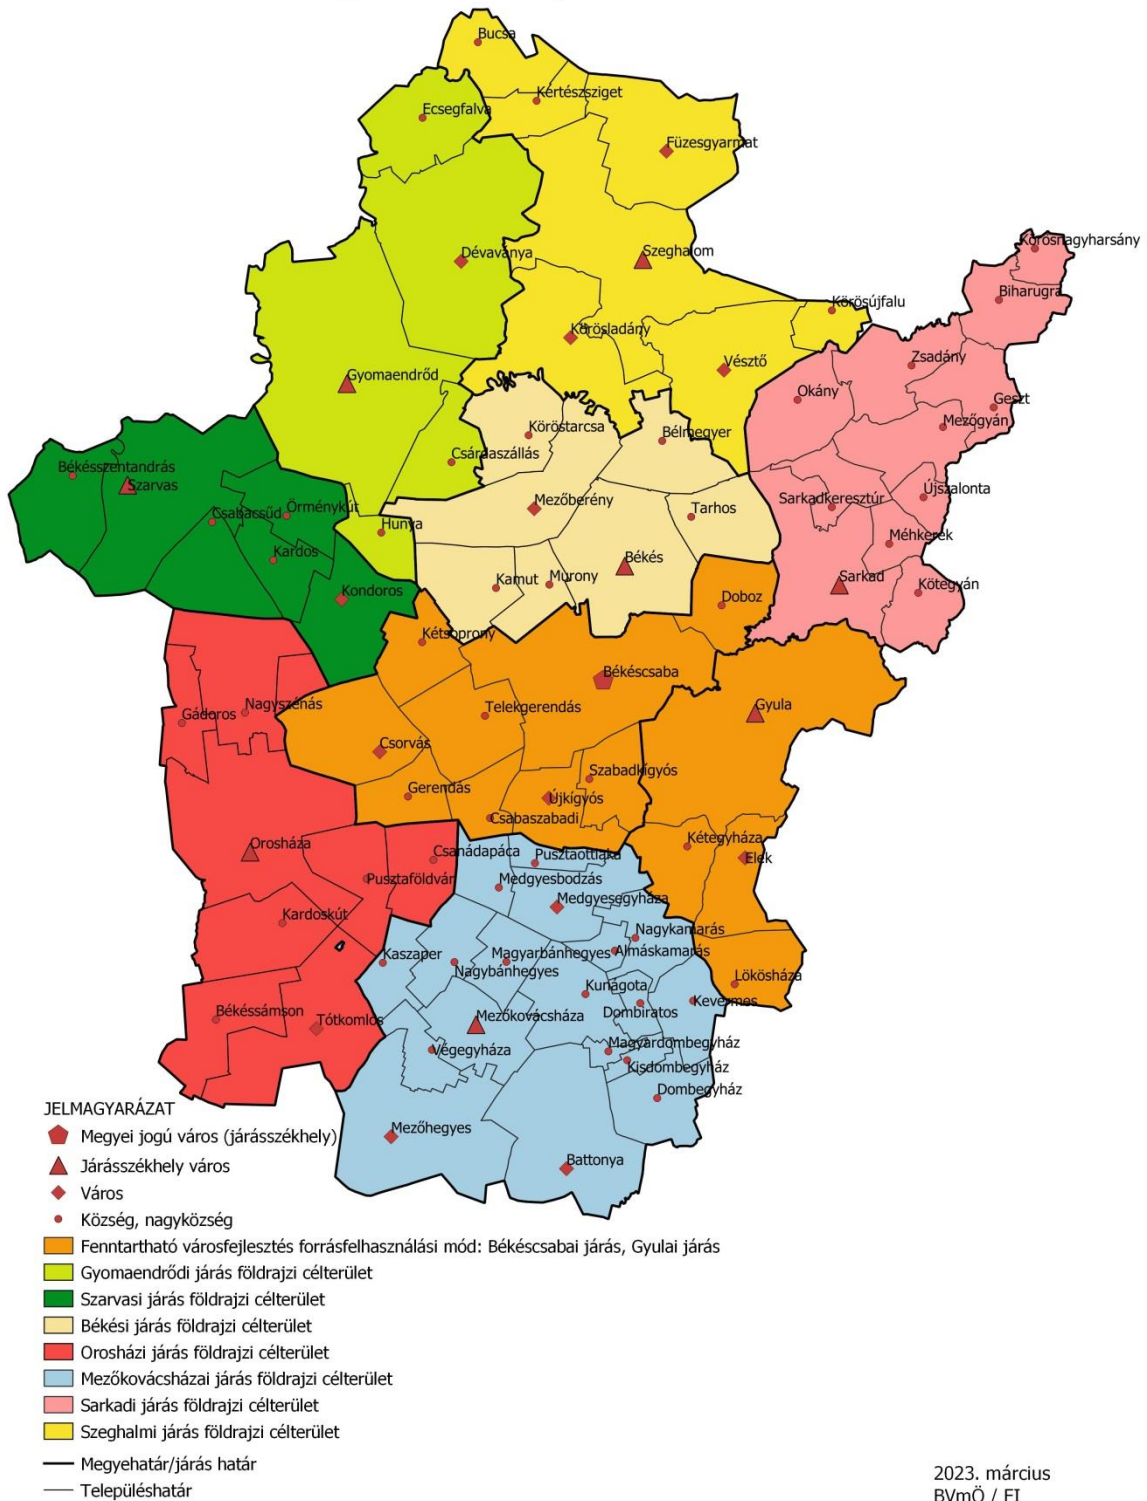 Bucsa
Kertészsziget
Ecsegfalva
Füzesgyarmat
Körösnagyharsány
Dévaványa
Szeghalom
Biharugra
Körösújfalu
Körösladány
Zsadány
Vésztő
Gyomaendrőd
Okány
Geszt
Köröstarcsa
Bélmegyer
Mezőgyán
Csárdaszállás
Békésszentandrás
Szarvas
Újszalonta
Sarkadkeresztúr
Csabacsűd
Örménykút
Mezőberény
Tarhos
Hunya
Méhkerék
Kardos
Békés
Kamut
Murony
Sarkad
Kötegyán
Kondoros
Doboz
Kétsoprony
Békéscsaba
Nagyszénás
Telekgerendás
Gyula
Gádoros
Csorvás
Szabadkígyós
Gerendás
Újkígyós
Csabaszabadi
Orosháza
Kétegyháza
Elek
Csanádapáca
Pusztaottlaka
Pusztaföldvár
Medgyesbodzás
Medgyesegyháza
Kardoskút
Nagykamarás
Kaszaper
Magyarbánhegyes
Almáskamarás
Nagybánhegyes
Lökösháza
Kunágota
Kevermes
Dombiratos
Békéssámson
Tótkomlós
Mezőkovácsháza
Végegyháza
Magyardombegyház
Kisdombegyház
Dombegyház
Mezőhegyes
Battonya
JELMAGYARÁZAT
Megyei jogú város (járásszékhely)
Járásszékhely város
Város
Község, nagyközség
Fenntartható városfejlesztés forrásfelhasználási mód: Békéscsabai járás, Gyulai járás
Gyomaendrődi járás földrajzi célterület
Szarvasi járás földrajzi célterület
Békési járás földrajzi célterület
Orosházi járás földrajzi célterület
Mezőkovácsházai járás földrajzi célterület
Sarkadi járás földrajzi célterület
Szeghalmi járás földrajzi célterület
Megyehatár/járás határ
Településhatár
2023. március
BVmÖ / FI